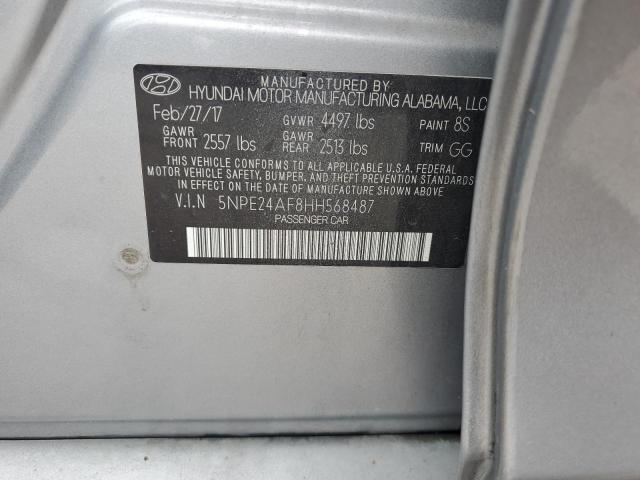 MANUFACTURED BY
HYUNDAI MOTOR MANUFACTURING ALABAMA, LLC
Feb/27/17 GVWR 4497 lbs PAINT 8S
GAWR GAWR
FRONT 2557 lbs REAR 2513 lbs TRIM GG
THIS VEHICLE CONFORMS TO ALL APPLICABLE U.S.A. FEDERAL
MOTOR VEHICLE SAFETY, BUMPER, AND THEFT PREVENTION STANDARDS
IN EFFECT ON THE DATE OF MANUFACTURE SHOWN ABOVE.
V.I.N 5NPE24AF8HH568487
PASSENGER CAR